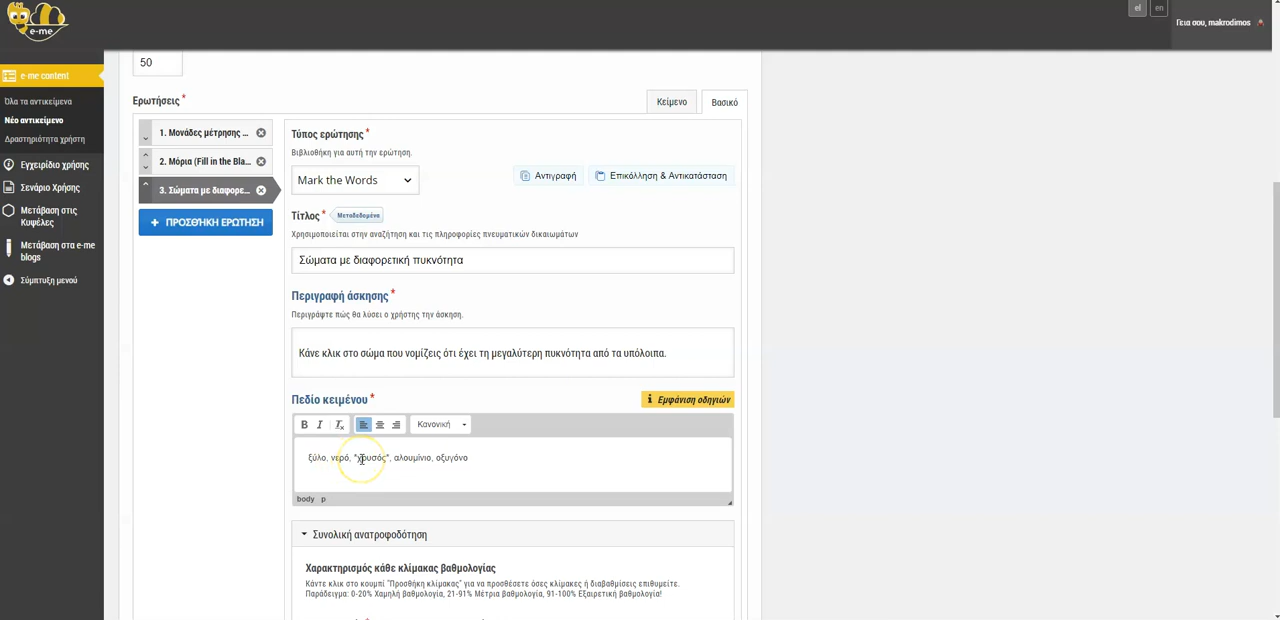 e-me
el
en
Γεια σου, makrodimos
e-me content
Όλα τα αντικείμενα
Νέο αντικείμενο
Δραστηριότητα χρήστη
Εγχειρίδιο χρήσης
Σενάριο Χρήσης
Μετάβαση στις
Κυψέλες
Μετάβαση στα e-me
blogs
Σύμπτυξη μενού
50
Ερωτήσεις*
Κείμενο
Βασικό
1. Μονάδες μέτρησης ...
2. Μόρια (Fill in the Bla...
3. Σώματα με διαφορε...
+ ΠΡΟΣΘΉΚΗ ΕΡΩΤΗΣΗ
Τύπος ερώτησης*
Βιβλιοθήκη για αυτή την ερώτηση.
Mark the Words
Αντιγραφή
Επικόλληση & Αντικατάσταση
Τίτλος* Μεταδεδομένα
Χρησιμοποιείται στην αναζήτηση και τις πληροφορίες πνευματικών δικαιωμάτων
Σώματα με διαφορετική πυκνότητα
Περιγραφή άσκησης*
Περιγράψτε πώς θα λύσει ο χρήστης την άσκηση.
Κάνε κλικ στο σώμα που νομίζεις ότι έχει τη μεγαλύτερη πυκνότητα από τα υπόλοιπα.
Πεδίο κειμένου*
Εμφάνιση οδηγιών
B I Tx Κανονική
ξύλο, νερό, *χρυσός*, αλουμίνιο, οξυγόνο
body p
Συνολική ανατροφοδότηση
Χαρακτηρισμός κάθε κλίμακας βαθμολογίας
Κάντε κλικ στο κουμπί "Προσθήκη κλίμακας" για να προσθέσετε όσες κλίμακες ή διαβαθμίσεις επιθυμείτε.
Παράδειγμα: 0-20% Χαμηλή βαθμολογία, 21-91% Μέτρια βαθμολογία, 91-100% Εξαιρετική βαθμολογία!